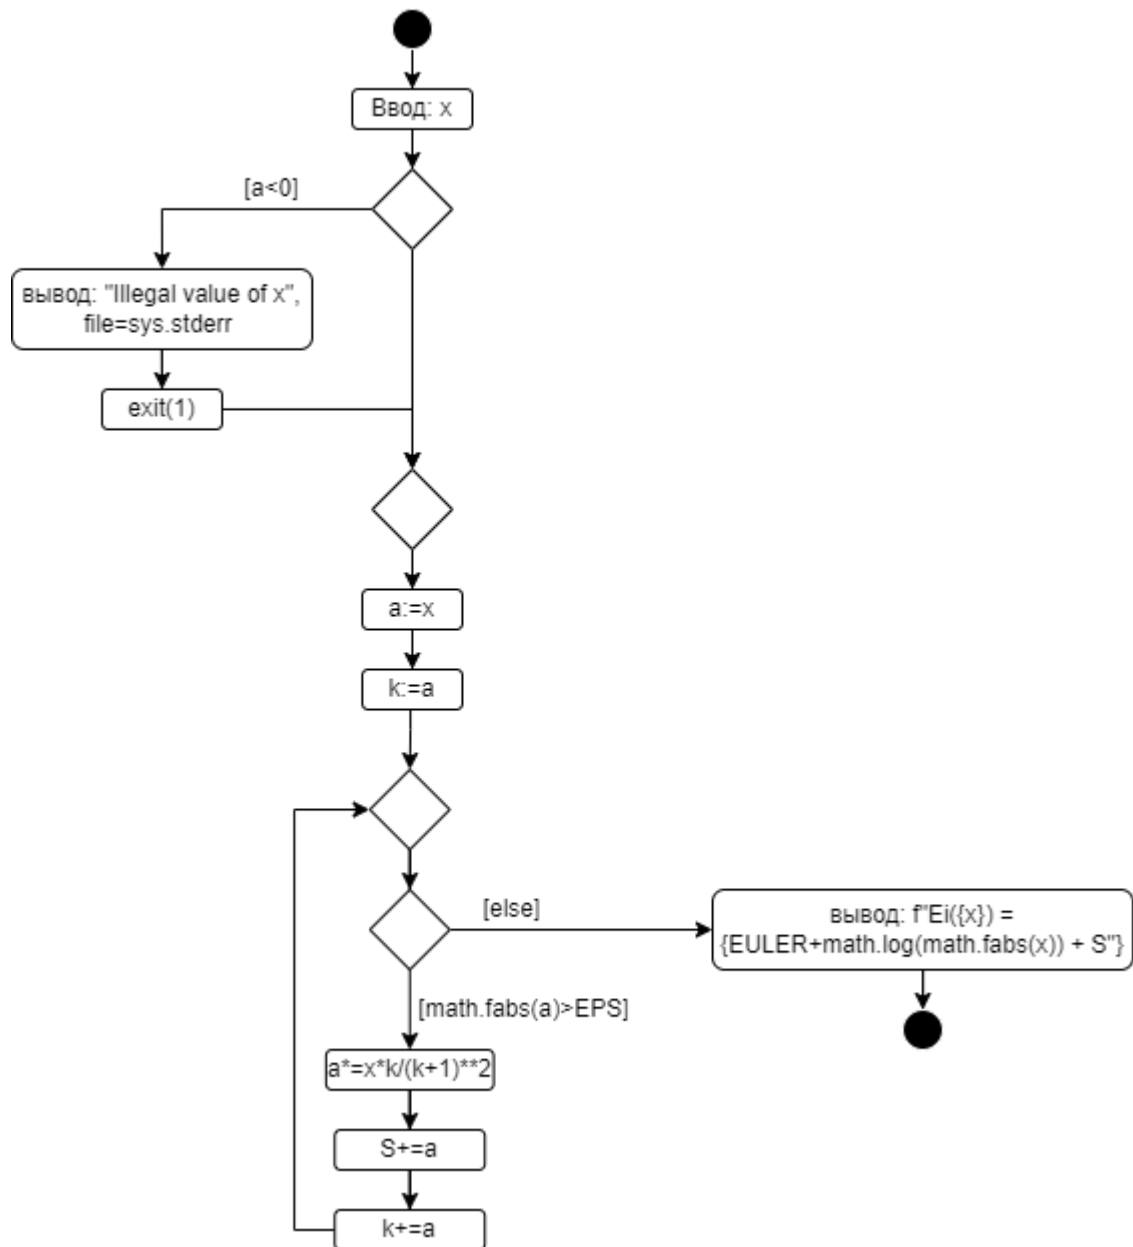 Ввод: x
[a<0]
вывод: "Illegal value of x",
file=sys.stderr
exit(1)
a:=x
k:=a
[else]
вывод: f"Ei({x}) =
{EULER+math.log(math.fabs(x)) + S"}
[math.fabs(a)>EPS]
a*=x*k/(k+1)**2
S+=a
k+=a